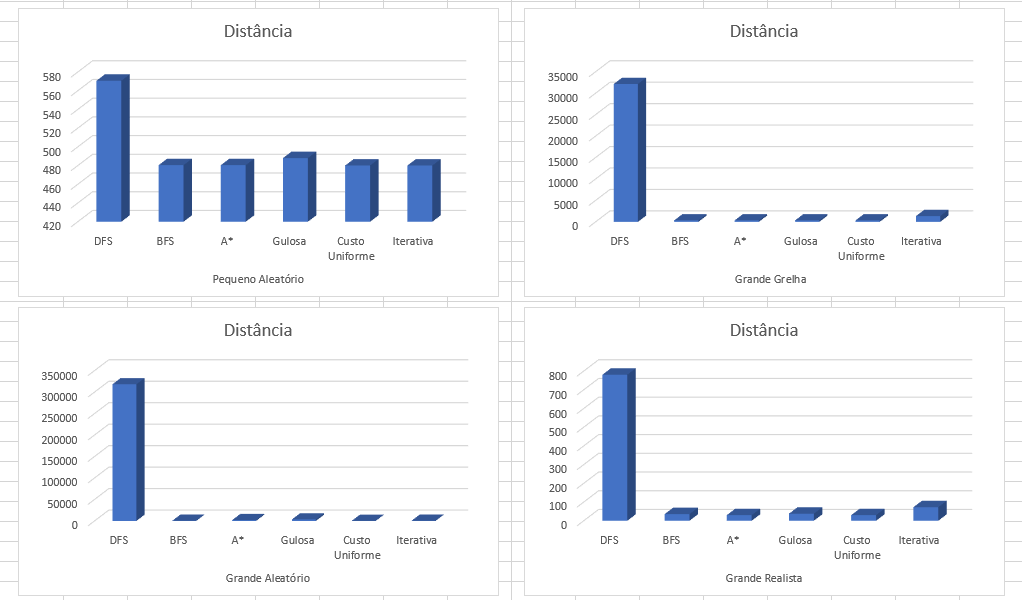 Distância
580
560
540
520
500
480
460
440
420
DFS
BFS
A*
Gulosa
Custo
Uniforme
Iterativa
Pequeno Aleatório
Distância
35000
30000
25000
20000
15000
10000
5000
0
DFS
BFS
A*
Gulosa
Custo
Uniforme
Iterativa
Grande Grelha
Distância
350000
300000
250000
200000
150000
100000
50000
0
DFS
BFS
A*
Gulosa
Custo
Uniforme
Iterativa
Grande Aleatório
Distância
800
700
600
500
400
300
200
100
0
DFS
BFS
A*
Gulosa
Custo
Uniforme
Iterativa
Grande Realista